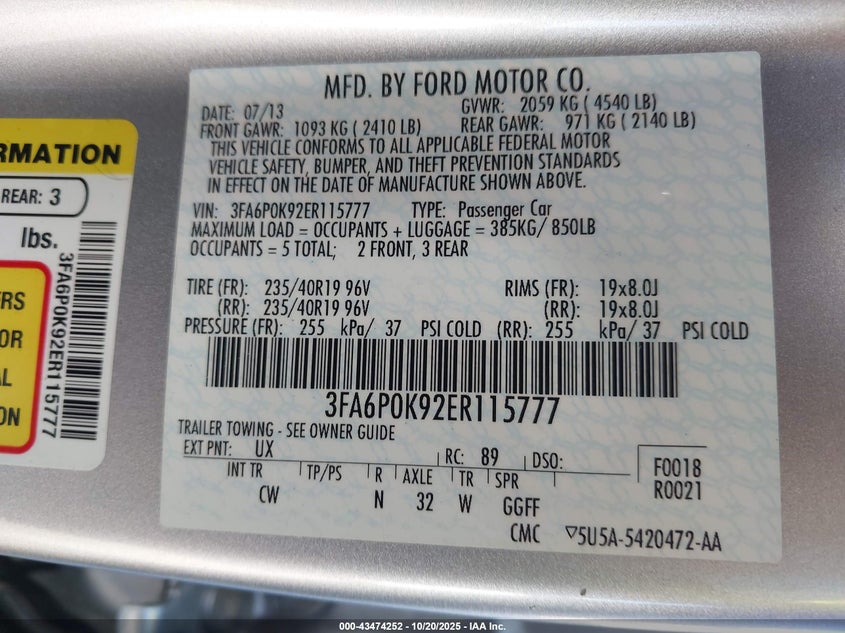 RMATION
REAR: 3
lbs.
ERS
OR
AL
ON
3FA6P0K92ER115777
MFD. BY FORD MOTOR CO.
DATE: 07/13 GVWR: 2059 KG ( 4540 LB)
FRONT GAWR: 1093 KG ( 2410 LB) REAR GAWR: 971 KG ( 2140 LB)
THIS VEHICLE CONFORMS TO ALL APPLICABLE FEDERAL MOTOR
VEHICLE SAFETY, BUMPER, AND THEFT PREVENTION STANDARDS
IN EFFECT ON THE DATE OF MANUFACTURE SHOWN ABOVE.
VIN: 3FA6P0K92ER115777 TYPE: Passenger Car
MAXIMUM LOAD = OCCUPANTS + LUGGAGE = 385KG/ 850LB
OCCUPANTS = 5 TOTAL; 2 FRONT, 3 REAR
TIRE (FR): 235/40R19 96V RIMS (FR): 19x8.0J
(RR): 235/40R19 96V (RR): 19x8.0J
PRESSURE (FR): 255 kPa/ 37 PSI COLD (RR): 255 kPa/ 37 PSI COLD
3FA6P0K92ER115777
TRAILER TOWING - SEE OWNER GUIDE
EXT PNT: UX RC: 89 DSO: F0018
INT TR TP/PS R AXLE TR SPR R0021
CW N 32 W GGFF
CMC ▽5U5A-5420472-AA
000-43474252 | 10/20/2025 - IAA Inc.